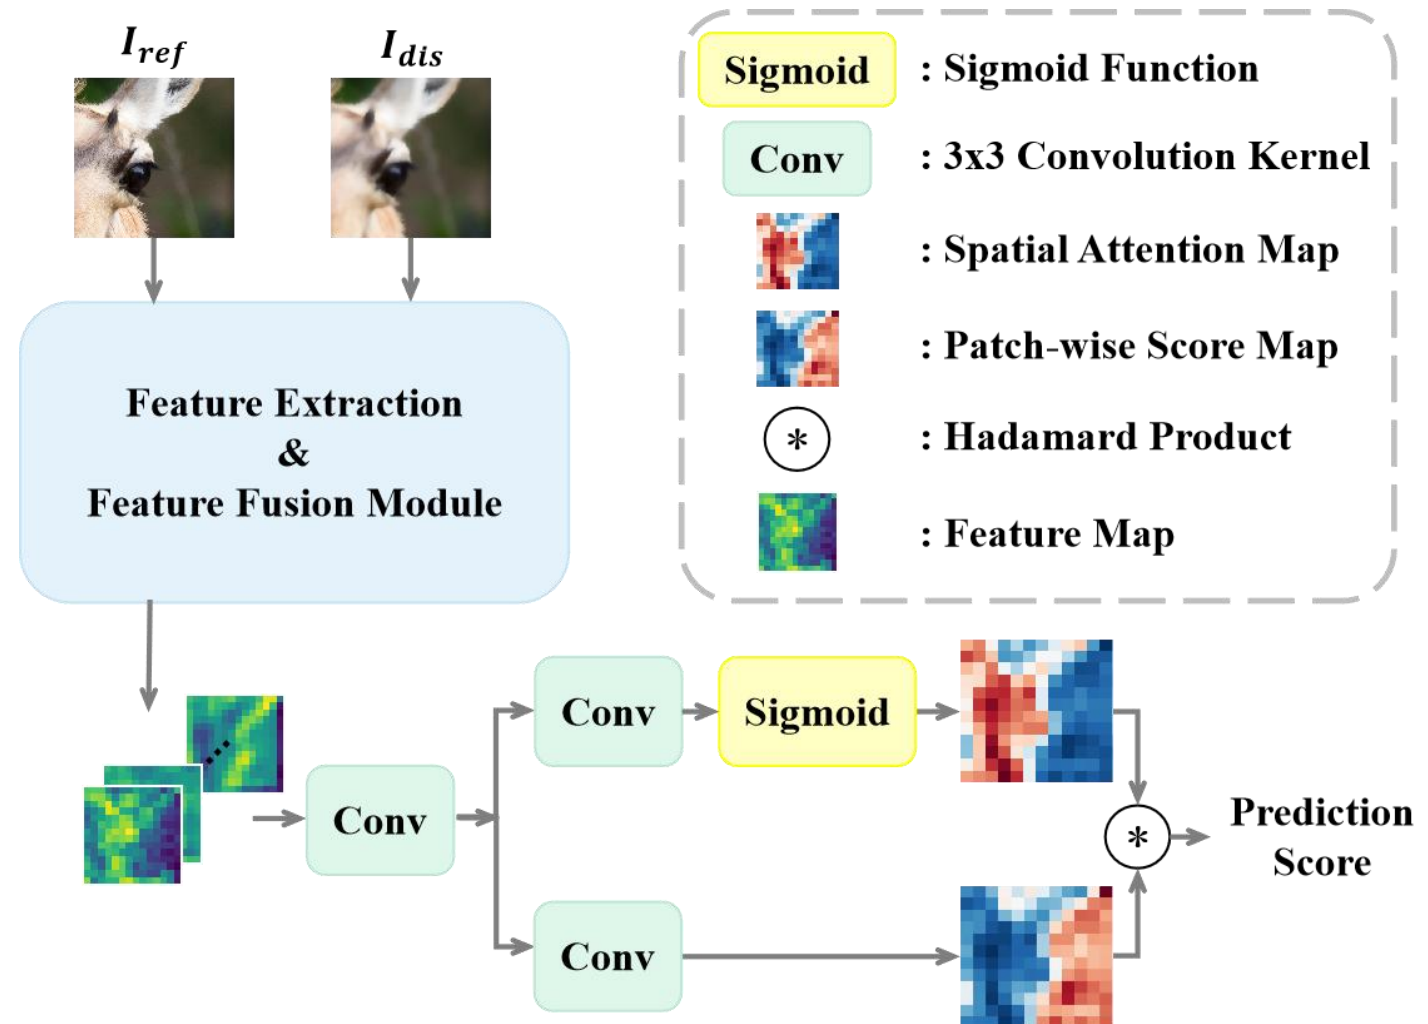 I_ref
I_dis
Sigmoid : Sigmoid Function
Conv : 3x3 Convolution Kernel
: Spatial Attention Map
: Patch-wise Score Map
* : Hadamard Product
: Feature Map
Feature Extraction
&
Feature Fusion Module
Conv
Conv
Sigmoid
Conv
*
Prediction
Score